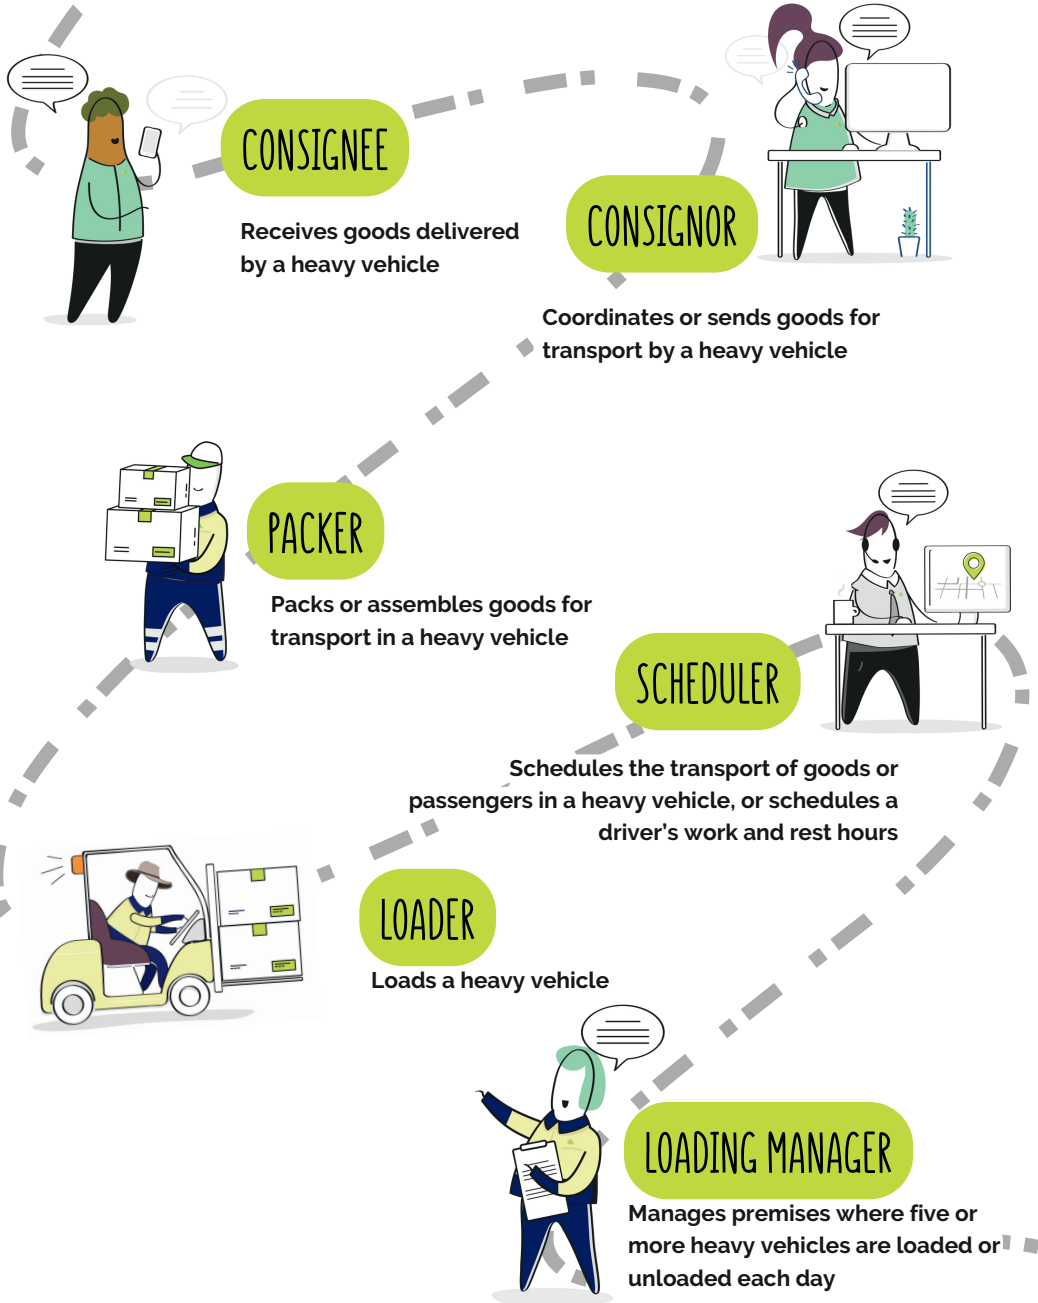 CONSIGNEE
Receives goods delivered
by a heavy vehicle
CONSIGNOR
Coordinates or sends goods for
transport by a heavy vehicle
PACKER
Packs or assembles goods for
transport in a heavy vehicle
SCHEDULER
Schedules the transport of goods or
passengers in a heavy vehicle, or schedules a
driver's work and rest hours
LOADER
Loads a heavy vehicle
LOADING MANAGER
Manages premises where five or
more heavy vehicles are loaded or
unloaded each day